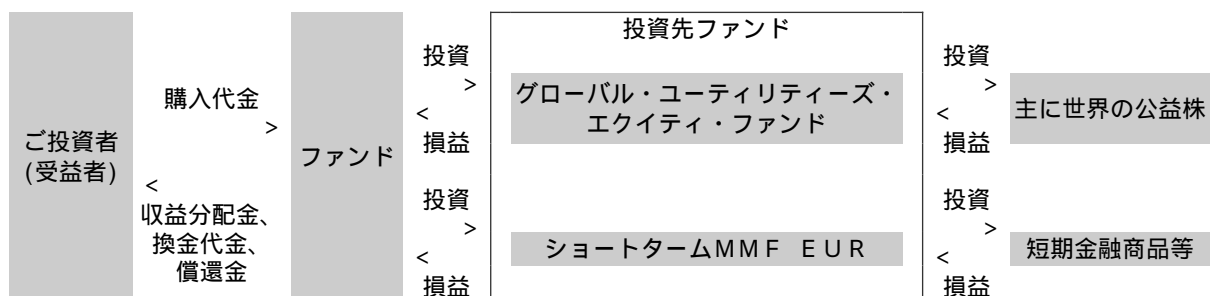 ご投資者
(受益者)
購入代金
>
<
収益分配金、
換金代金、
償還金
ファンド
投資
>
<
損益
投資
>
<
損益
投資先ファンド
グローバル・ユーティリティーズ・
エクイティ・ファンド
ショートタームMMF EUR
投資
>
<
損益
投資
>
<
損益
主に世界の公益株
短期金融商品等